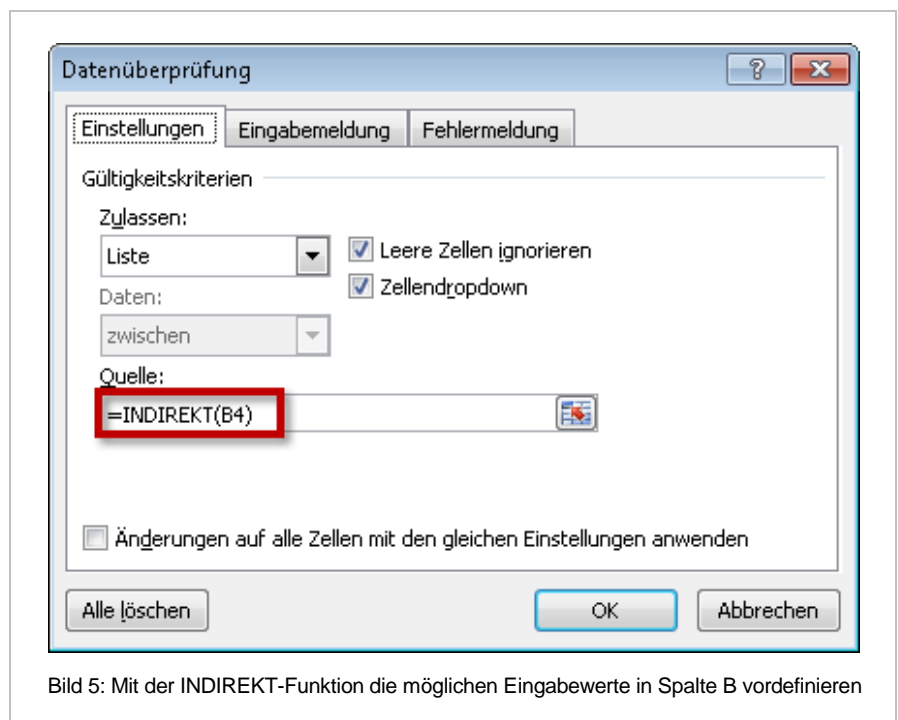 Datenüberprüfung
Einstellungen Eingabemeldung Fehlermeldung
Gültigkeitskriterien
Zulassen:
Liste
Leere Zellen ignorieren
Daten:
Zellendropdown
zwischen
Quelle:
=INDIREKT(B4)
Änderungen auf alle Zellen mit den gleichen Einstellungen anwenden
Alle löschen OK Abbrechen
Bild 5: Mit der INDIREKT-Funktion die möglichen Eingabewerte in Spalte B vordefinieren